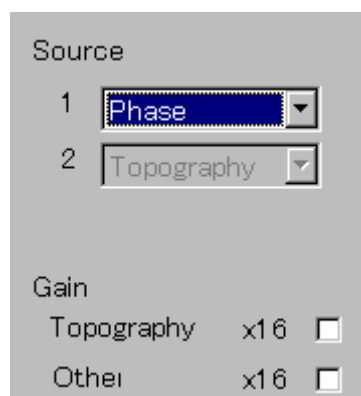 Source
1 Phase
2 Topography
Gain
Topography x16
Other x16